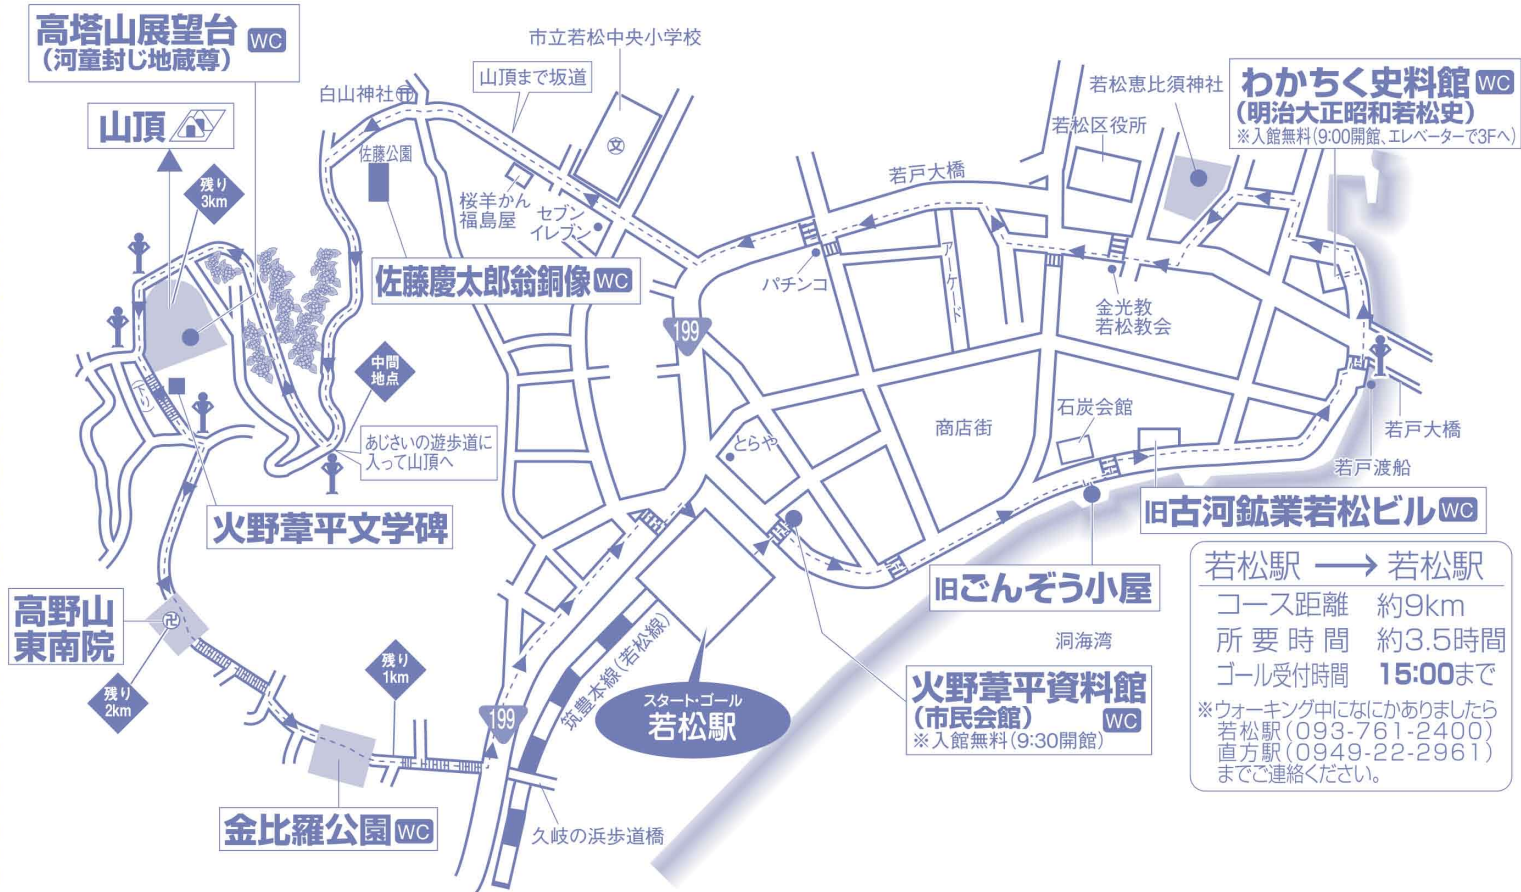 高塔山展望台 WC
(河童封じ地蔵尊)
山頂
残り
3km
白山神社
山頂まで坂道
市立若松中央小学校
文
佐藤公園
桜羊かん
福島屋
セブン
イレブン
佐藤慶太郎翁銅像 WC
若戸大橋
若松区役所
若松恵比須神社
わかちく史料館 WC
(明治大正昭和若松史)
※入館無料(9:00開館、エレベーターで3Fへ)
パチンコ
アーケード
金光教
若松教会
199
中間
地点
あじさいの遊歩道に
入って山頂へ
下り
火野葦平文学碑
とらや
商店街
石炭会館
若戸大橋
若戸渡船
旧古河鉱業若松ビル WC
旧ごんぞう小屋
洞海湾
火野葦平資料館
(市民会館) WC
※入館無料(9:30開館)
スタート・ゴール
若松駅
筑豊本線(若松線)
高野山
東南院
卍
残り
2km
残り
1km
199
金比羅公園 WC
久岐の浜歩道橋
若松駅 → 若松駅
コース距離 約9km
所要時間 約3.5時間
ゴール受付時間 15:00まで
※ウォーキング中になにかありましたら
若松駅(093-761-2400)
直方駅(0949-22-2961)
までご連絡ください。